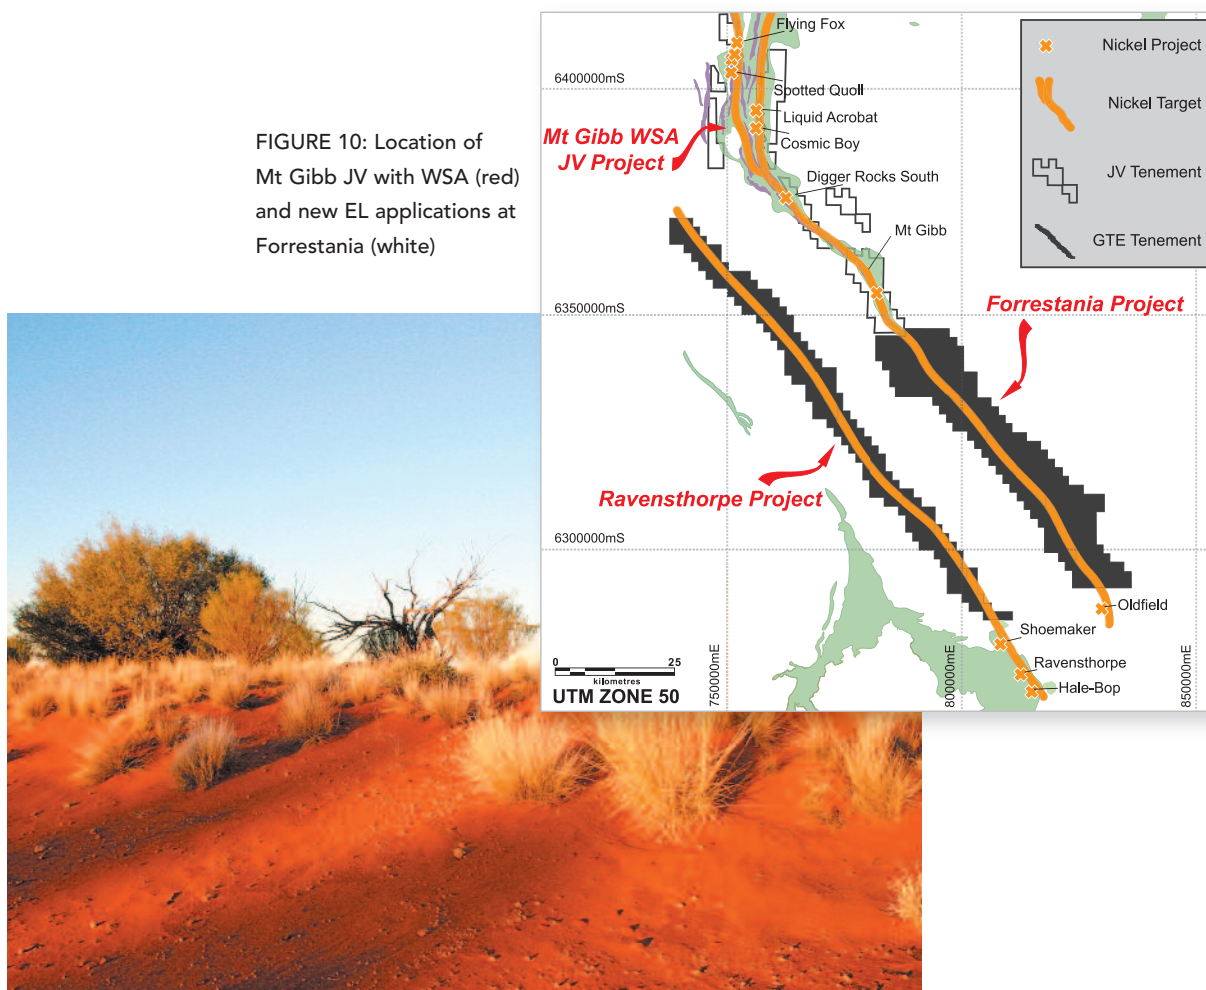 FIGURE 10: Location of
Mt Gibb JV with WSA (red)
and new EL applications at
Forrestania (white)
Flying Fox
6400000mS
Spotted Quoll
Liquid Acrobat
Mt Gibb WSA
JV Project
Cosmic Boy
Digger Rocks South
Mt Gibb
Nickel Project
Nickel Target
JV Tenement
GTE Tenement
6350000mS
Forrestania Project
Ravensthorpe Project
6300000mS
Oldfield
Shoemaker
Ravensthorpe
Hale-Bop
0 25
kilometres
UTM ZONE 50
750000mE
800000mE
850000mE